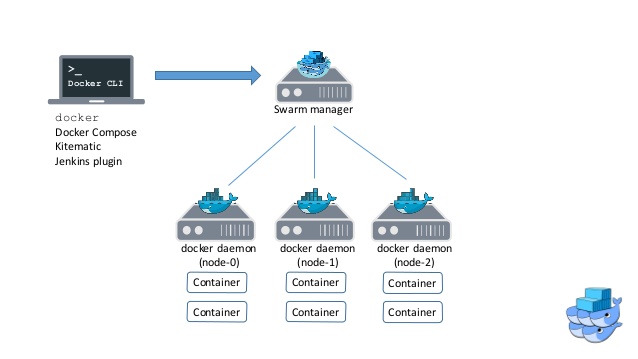 >_
Docker CLI
docker
Docker Compose
Kitematic
Jenkins plugin
Swarm manager
docker daemon
(node-0)
Container
Container
docker daemon
(node-1)
Container
Container
docker daemon
(node-2)
Container
Container